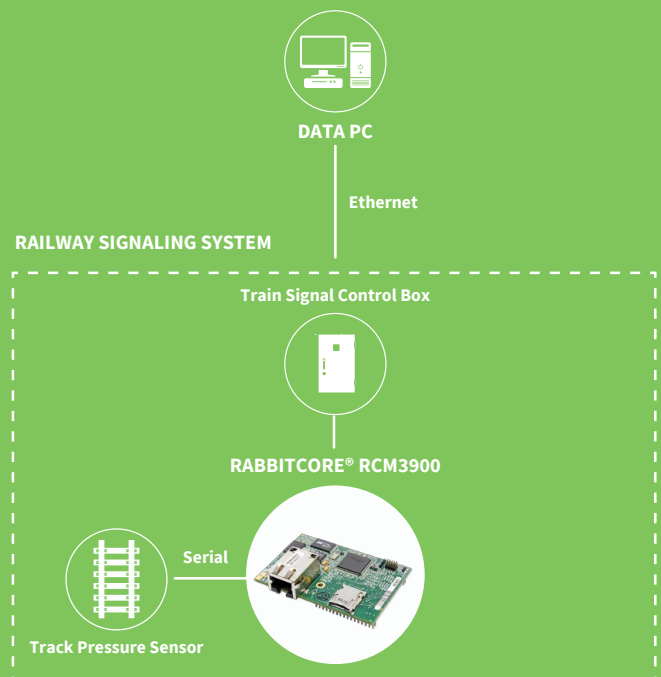 DATA PC
Ethernet
RAILWAY SIGNALING SYSTEM
Train Signal Control Box
RABBITCORE® RCM3900
Serial
Track Pressure Sensor